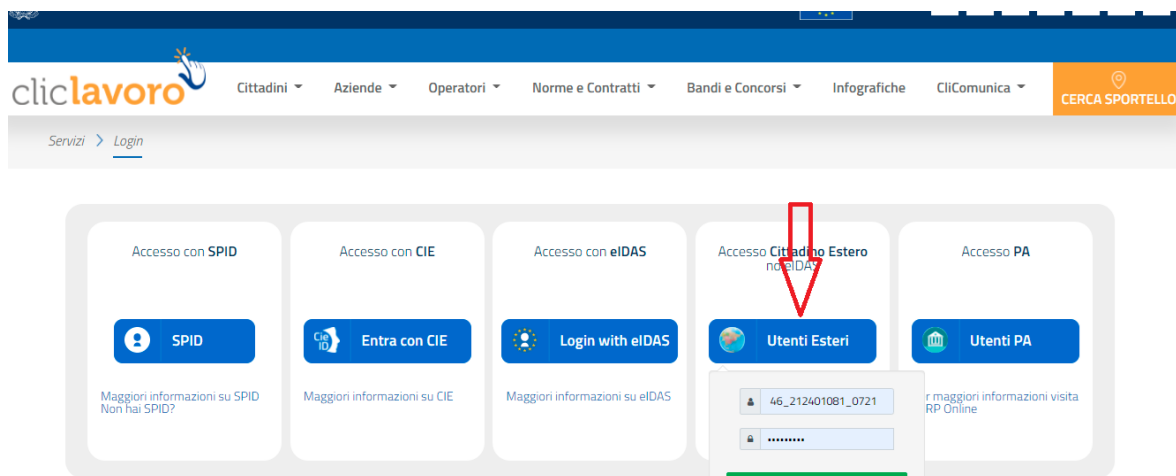 cliclavoro
Cittadini
Aziende
Operatori
Norme e Contratti
Bandi e Concorsi
Infografiche
CliComunica
CERCA SPORTELLO
Servizi > Login
Accesso con SPID
SPID
Maggiori informazioni su SPID
Non hai SPID?
Accesso con CIE
Cie
ID
Entra con CIE
Maggiori informazioni su CIE
Accesso con eIDAS
Login with eIDAS
Maggiori informazioni su eIDAS
Accesso Cittadino Estero
no eIDAS
Utenti Esteri
46_212401081_0721
•••••••••
Accesso PA
Utenti PA
r maggiori informazioni visita
RP Online